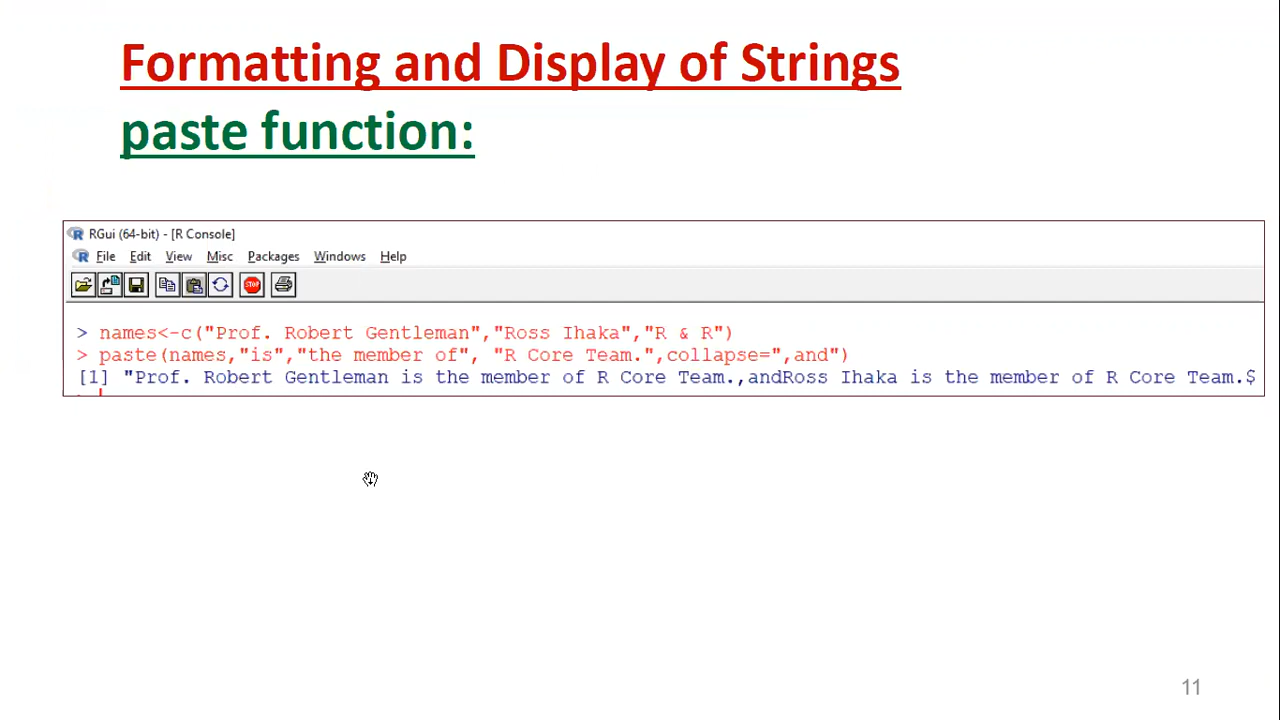 Formatting and Display of Strings
paste function:
RGui (64-bit) - [R Console]
File Edit View Misc Packages Windows Help
STOP
> names<-c("Prof. Robert Gentleman","Ross Ihaka","R & R")
> paste(names,"is","the member of", "R Core Team.",collapse=",and")
[1] "Prof. Robert Gentleman is the member of R Core Team.,andRoss Ihaka is the member of R Core Team.$
11